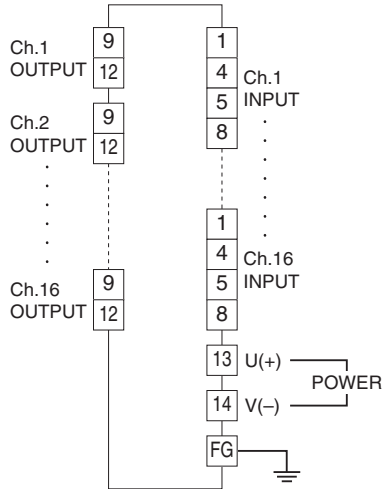 Ch.1
OUTPUT
9
12
Ch.2
OUTPUT
9
12
Ch.16
OUTPUT
9
12
1
4
5
8
Ch.1
INPUT
1
4
5
8
Ch.16
INPUT
13 U(+)
14 V(–)
POWER
FG